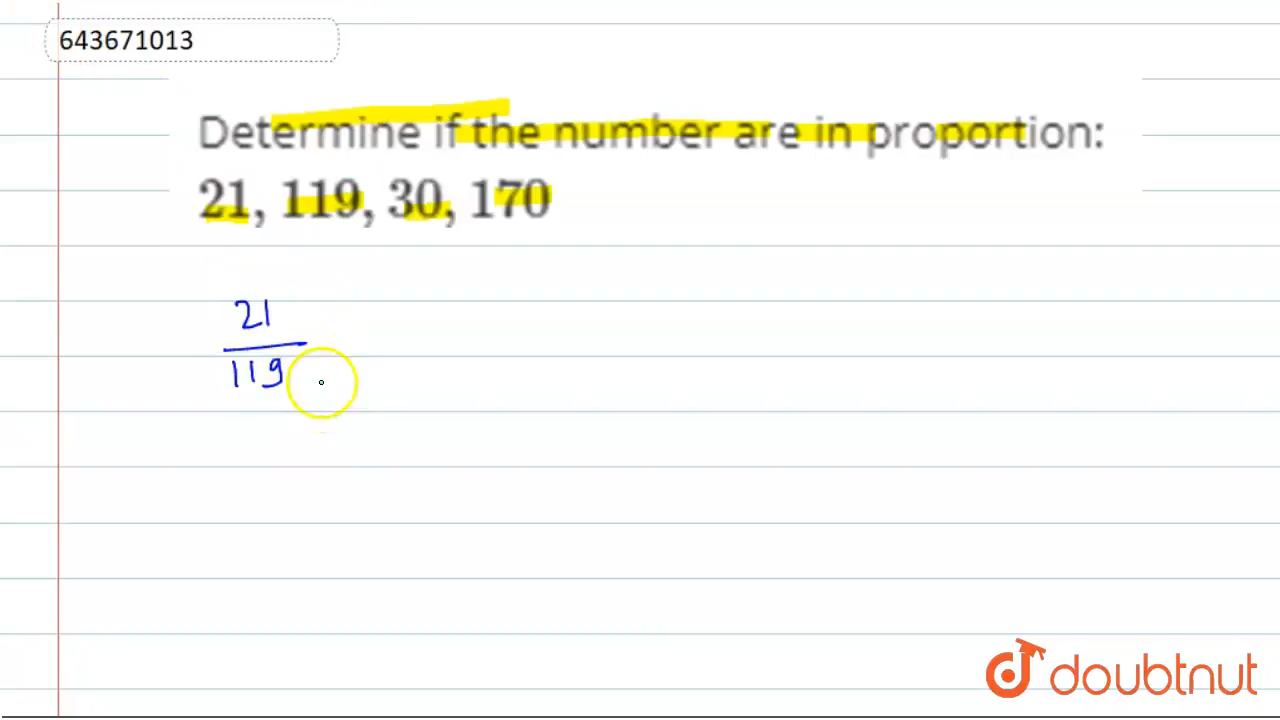 643671013
Determine if the number are in proportion:
21, 119, 30, 170
21
119
doubtnut